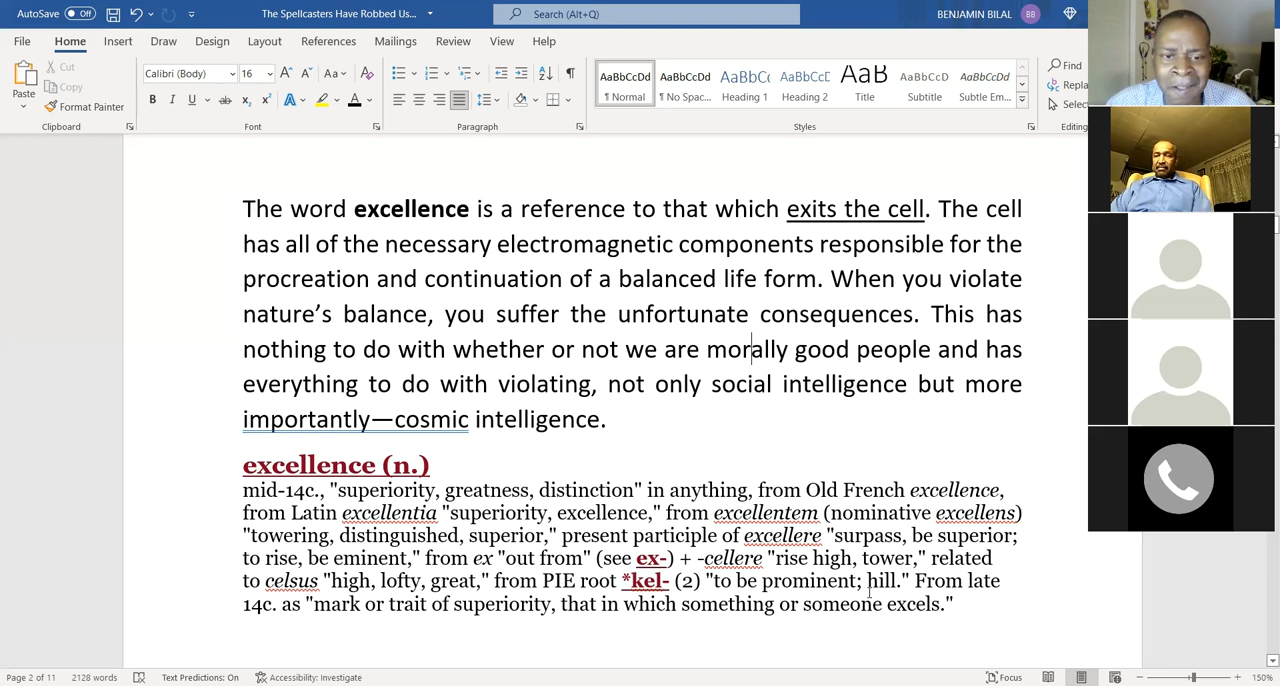 AutoSave Off The Spellcasters Have Robbed Us... Search (Alt+Q) BENJAMIN BILAL BB
File Home Insert Draw Design Layout References Mailings Review View Help
Paste Cut Copy Format Painter
Calibri (Body) 16 A A Aa A
B I U ab x₂ x² A A
AaBbCcDd AaBbCcDd AaBbCc AaBbCcD AaB AaBbCcD AaBbCcDd
¶ Normal ¶ No Spac... Heading 1 Heading 2 Title Subtitle Subtle Em...
Find
Repla
Select
Clipboard Font Paragraph Styles Editing
The word excellence is a reference to that which exits the cell. The cell
has all of the necessary electromagnetic components responsible for the
procreation and continuation of a balanced life form. When you violate
nature's balance, you suffer the unfortunate consequences. This has
nothing to do with whether or not we are morally good people and has
everything to do with violating, not only social intelligence but more
importantly—cosmic intelligence.
excellence (n.)
mid-14c., "superiority, greatness, distinction" in anything, from Old French excellence,
from Latin excellentia "superiority, excellence," from excellentem (nominative excellens)
"towering, distinguished, superior," present participle of excellere "surpass, be superior;
to rise, be eminent," from ex "out from" (see ex-) + -cellere "rise high, tower," related
to celsus "high, lofty, great," from PIE root *kel- (2) "to be prominent; hill." From late
14c. as "mark or trait of superiority, that in which something or someone excels."
Page 2 of 11 2128 words Text Predictions: On Accessibility: Investigate Focus 150%